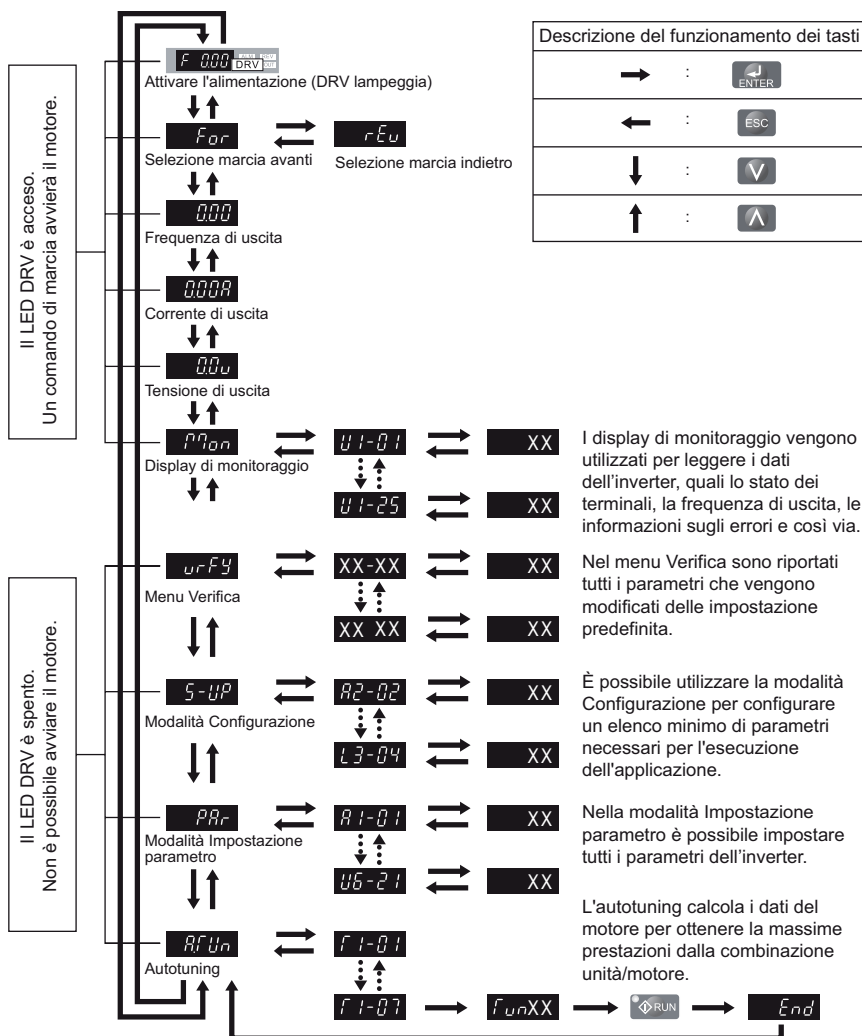 Descrizione del funzionamento dei tasti
: ENTER
: ESC
: V
: Λ
Il LED DRV è acceso.
Un comando di marcia avvierà il motore.
F 0.00 ALM REV DRV OUT
Attivare l'alimentazione (DRV lampeggia)
For rEv
Selezione marcia avanti Selezione marcia indietro
0.00
Frequenza di uscita
0.00A
Corrente di uscita
0.0v
Tensione di uscita
Mon U1-01 XX
Display di monitoraggio
U1-25 XX
I display di monitoraggio vengono
utilizzati per leggere i dati
dell'inverter, quali lo stato dei
terminali, la frequenza di uscita, le
informazioni sugli errori e così via.
Il LED DRV è spento.
Non è possibile avviare il motore.
vrFy XX-XX XX
Menu Verifica
XX XX XX
Nel menu Verifica sono riportati
tutti i parametri che vengono
modificati delle impostazione
predefinita.
S-UP A2-02 XX
Modalità Configurazione
L3-04 XX
È possibile utilizzare la modalità
Configurazione per configurare
un elenco minimo di parametri
necessari per l'esecuzione
dell'applicazione.
PAr A1-01 XX
Modalità Impostazione
parametro
U6-21 XX
Nella modalità Impostazione
parametro è possibile impostare
tutti i parametri dell'inverter.
A.TUn T1-01
Autotuning
T1-07 TunXX RUN End
L'autotuning calcola i dati del
motore per ottenere la massime
prestazioni dalla combinazione
unità/motore.